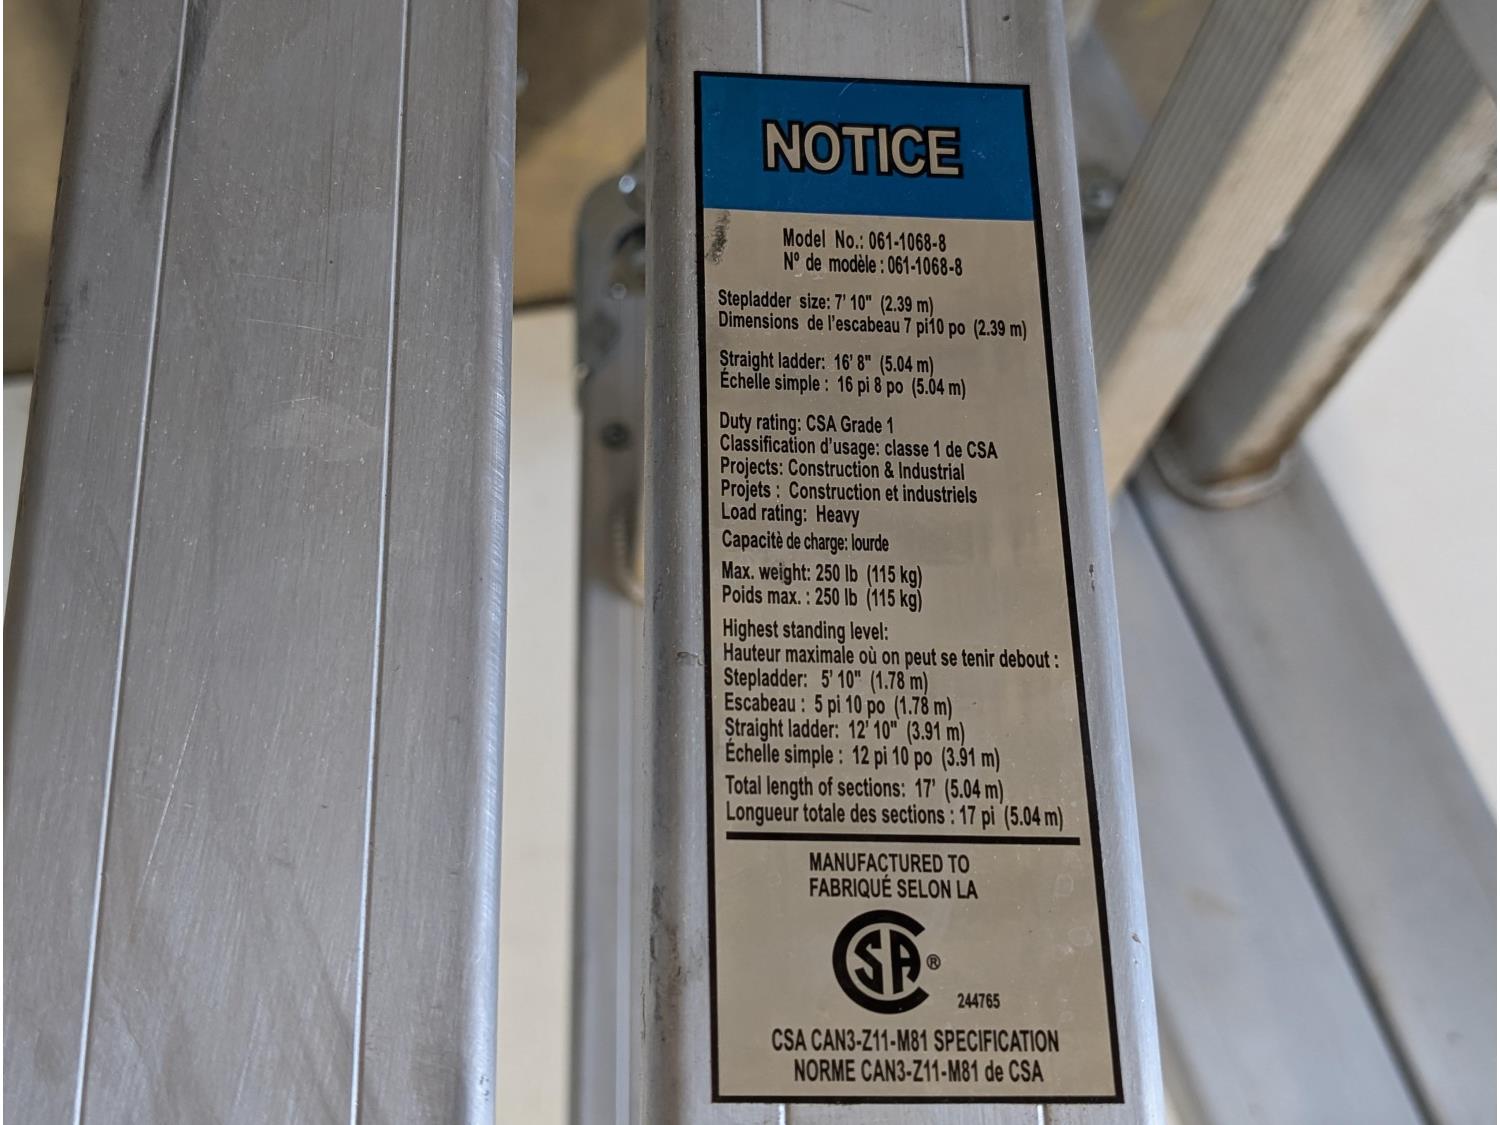 NOTICE
Model No.: 061-1068-8
Nº de modèle : 061-1068-8
Stepladder size: 7' 10" (2.39 m)
Dimensions de l'escabeau 7 pi10 po (2.39 m)
Straight ladder: 16' 8" (5.04 m)
Échelle simple : 16 pi 8 po (5.04 m)
Duty rating: CSA Grade 1
Classification d'usage: classe 1 de CSA
Projects: Construction & Industrial
Projets : Construction et industriels
Load rating: Heavy
Capacitè de charge: lourde
Max. weight: 250 lb (115 kg)
Poids max. : 250 lb (115 kg)
Highest standing level:
Hauteur maximale où on peut se tenir debout :
Stepladder: 5' 10" (1.78 m)
Escabeau : 5 pi 10 po (1.78 m)
Straight ladder: 12' 10" (3.91 m)
Échelle simple : 12 pi 10 po (3.91 m)
Total length of sections: 17' (5.04 m)
Longueur totale des sections : 17 pi (5.04 m)
MANUFACTURED TO
FABRIQUÉ SELON LA
CSA ®
244765
CSA CAN3-Z11-M81 SPECIFICATION
NORME CAN3-Z11-M81 de CSA